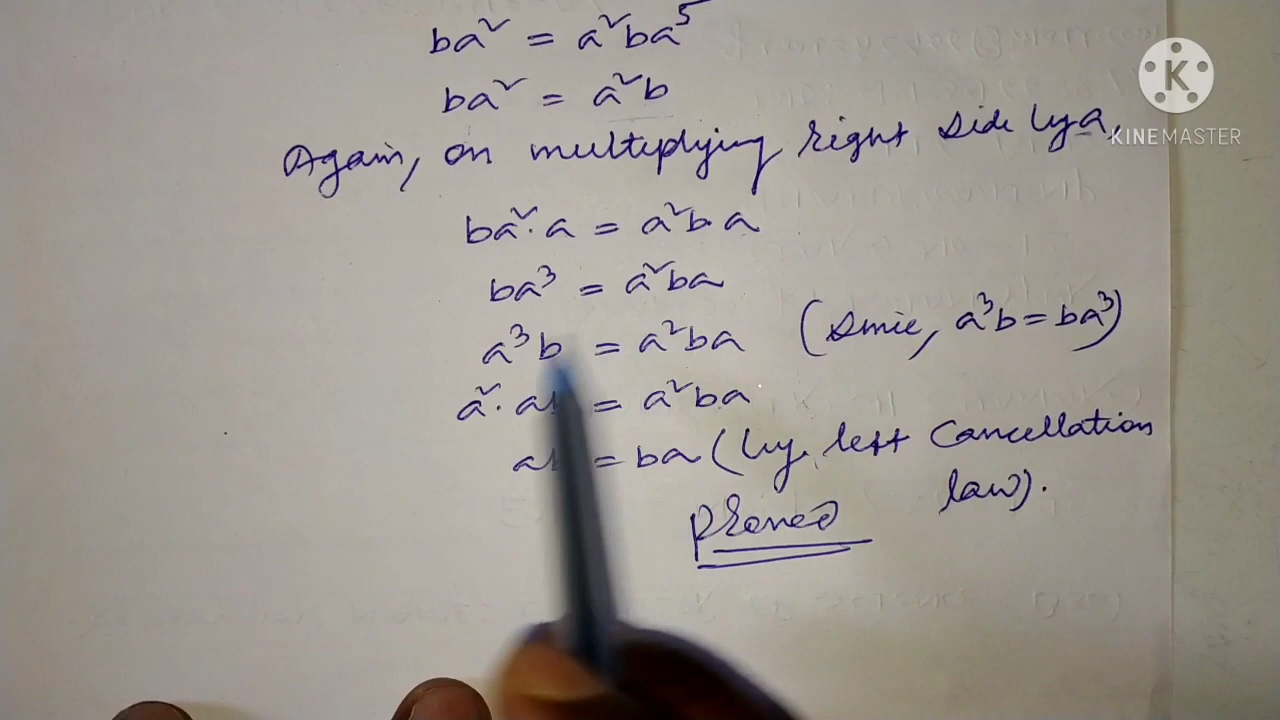 ba² = a²ba⁵
ba² = a²b
Again, on multiplying right side by a,
KINEMASTER
ba²·a = a²b·a
ba³ = a²ba
a³b = a²ba (Since, a³b = ba³)
a²· a = a²ba
a = ba (by left Cancellation
law).
Proved